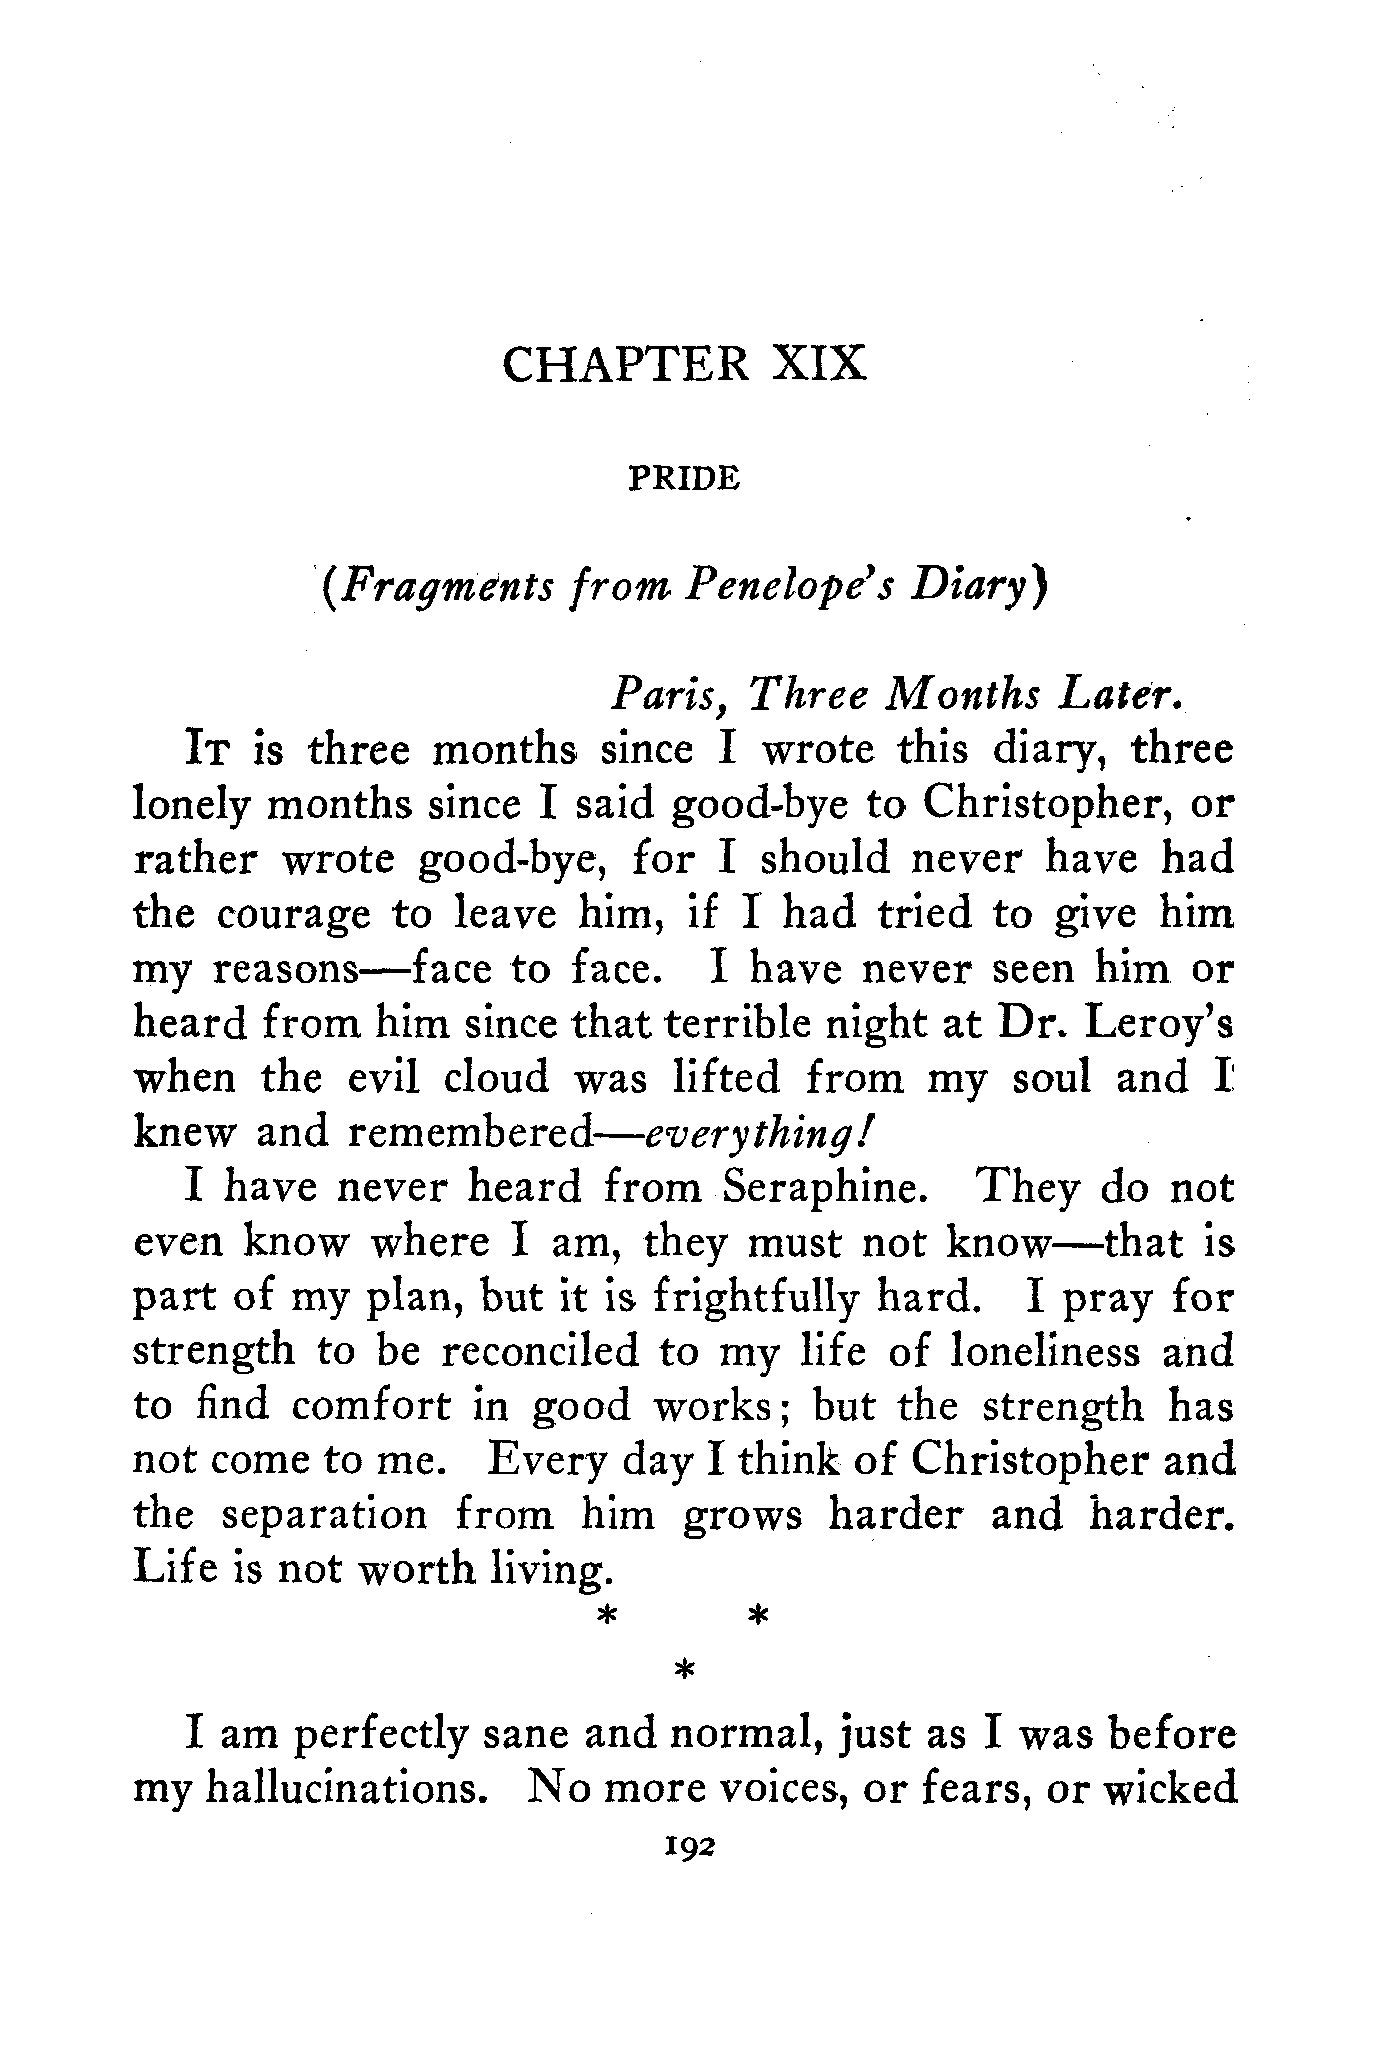 CHAPTER XIX
PRIDE
(Fragments from Penelope's Diary)
Paris, Three Months Later.
IT is three months since I wrote this diary, three
lonely months since I said good-bye to Christopher, or
rather wrote good-bye, for I should never have had
the courage to leave him, if I had tried to give him
my reasons—face to face. I have never seen him or
heard from him since that terrible night at Dr. Leroy's
when the evil cloud was lifted from my soul and I
knew and remembered—everything!
I have never heard from Seraphine. They do not
even know where I am, they must not know—that is
part of my plan, but it is frightfully hard. I pray for
strength to be reconciled to my life of loneliness and
to find comfort in good works; but the strength has
not come to me. Every day I think of Christopher and
the separation from him grows harder and harder.
Life is not worth living.
* *
*
I am perfectly sane and normal, just as I was before
my hallucinations. No more voices, or fears, or wicked
192